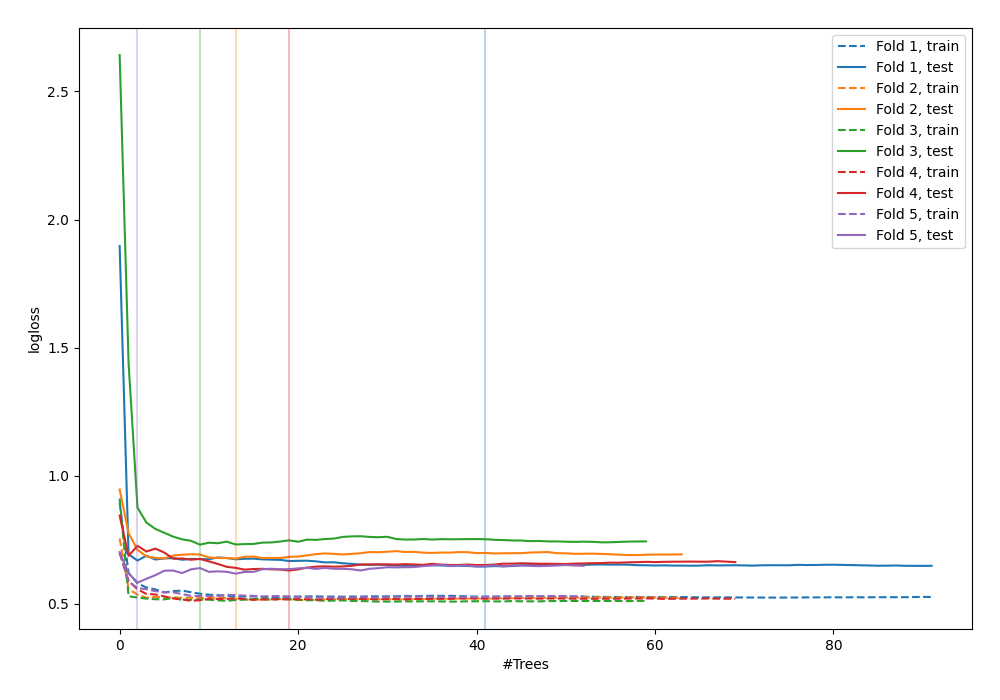 2.5
2.0
1.5
1.0
0.5
logloss
0
20
40
60
80
#Trees
Fold 1, train
Fold 1, test
Fold 2, train
Fold 2, test
Fold 3, train
Fold 3, test
Fold 4, train
Fold 4, test
Fold 5, train
Fold 5, test